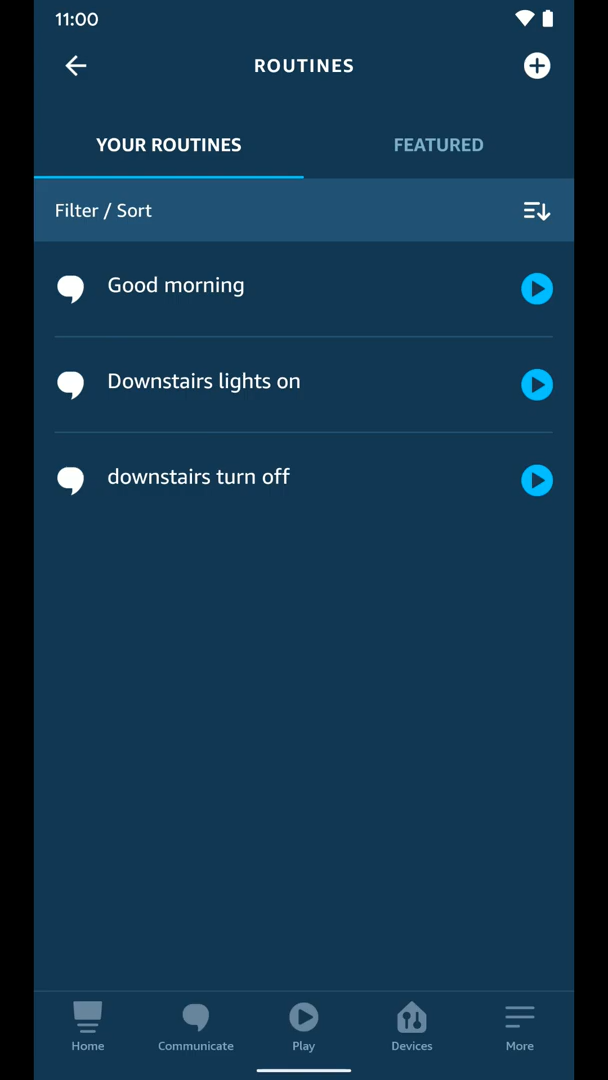 11:00
ROUTINES
YOUR ROUTINES
FEATURED
Filter / Sort
Good morning
Downstairs lights on
downstairs turn off
Home
Communicate
Play
Devices
More